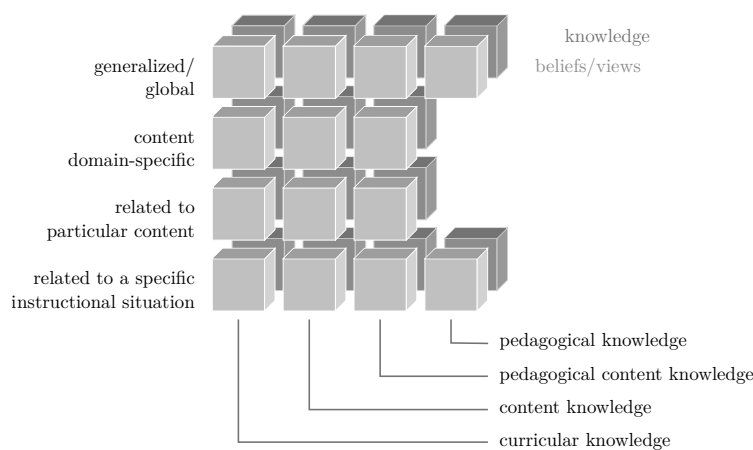 knowledge
beliefs/views
generalized/
global
content
domain-specific
related to
particular content
related to a specific
instructional situation
pedagogical knowledge
pedagogical content knowledge
content knowledge
curricular knowledge